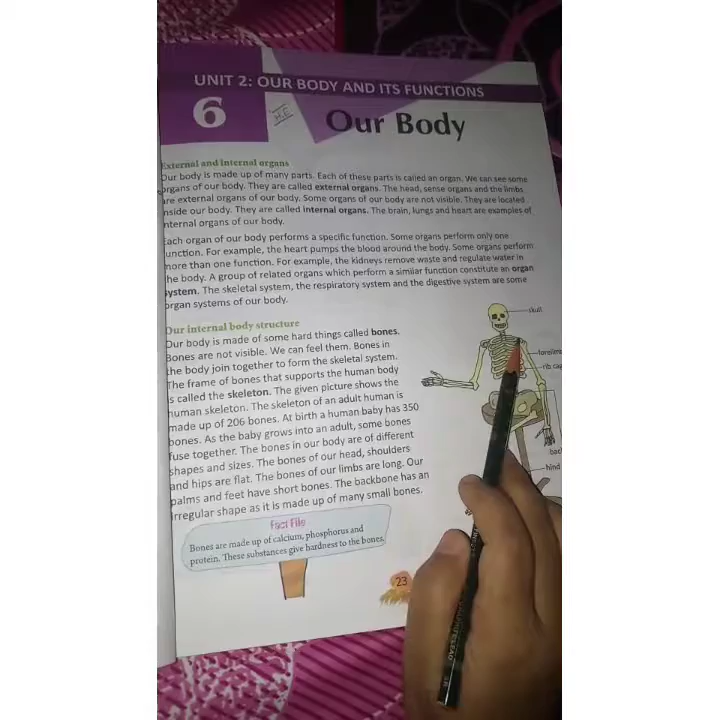 UNIT 2: OUR BODY AND ITS FUNCTIONS
6
H.E
Our Body
External and internal organs
Our body is made up of many parts. Each of these parts is called an organ. We can see some
organs of our body. They are called external organs. The head, sense organs and the limbs
are external organs of our body. Some organs of our body are not visible. They are located
inside our body. They are called internal organs. The brain, lungs and heart are examples of
internal organs of our body.
Each organ of our body performs a specific function. Some organs perform only one
function. For example, the heart pumps the blood around the body. Some organs perform
more than one function. For example, the kidneys remove waste and regulate water in
the body. A group of related organs which perform a similar function constitute an organ
system. The skeletal system, the respiratory system and the digestive system are some
organ systems of our body.
Our internal body structure
Our body is made of some hard things called bones.
Bones are not visible. We can feel them. Bones in
the body join together to form the skeletal system.
The frame of bones that supports the human body
is called the skeleton. The given picture shows the
human skeleton. The skeleton of an adult human is
made up of 206 bones. At birth a human baby has 350
bones. As the baby grows into an adult, some bones
fuse together. The bones in our body are of different
shapes and sizes. The bones of our head, shoulders
and hips are flat. The bones of our limbs are long. Our
palms and feet have short bones. The backbone has an
irregular shape as it is made up of many small bones.
skull
forelimb
rib cag
back
hind
Fact File
Bones are made up of calcium, phosphorus and
protein. These substances give hardness to the bones.
23